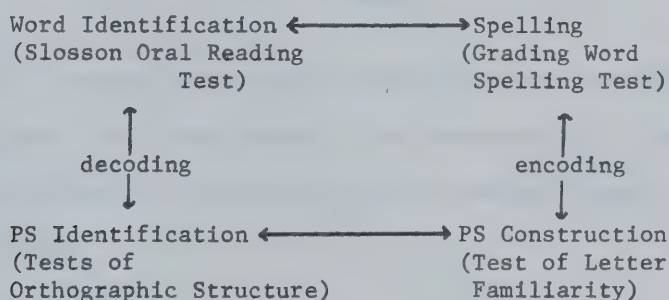 Word Identification Spelling
(Slosson Oral Reading (Grading Word
Test) Spelling Test)
decoding encoding
PS Identification PS Construction
(Tests of (Test of Letter
Orthographic Structure) Familiarity)